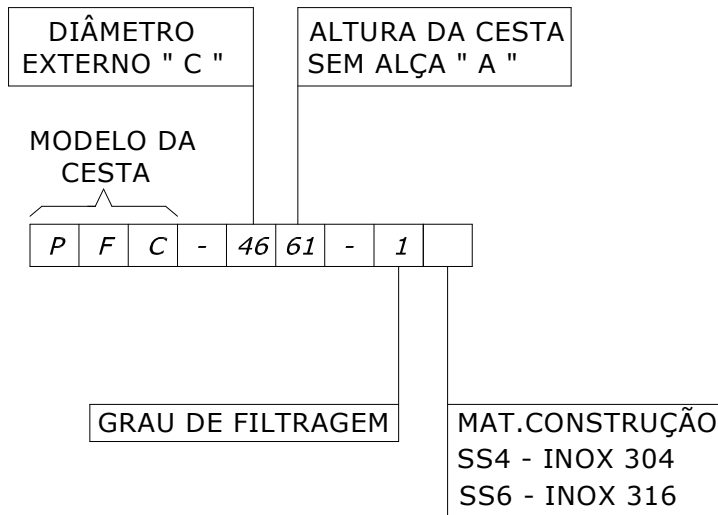 DIÂMETRO
EXTERNO " C "
ALTURA DA CESTA
SEM ALÇA " A "
MODELO DA
CESTA
P F C - 46 61 - 1
GRAU DE FILTRAGEM
MAT.CONSTRUÇÃO
SS4 - INOX 304
SS6 - INOX 316